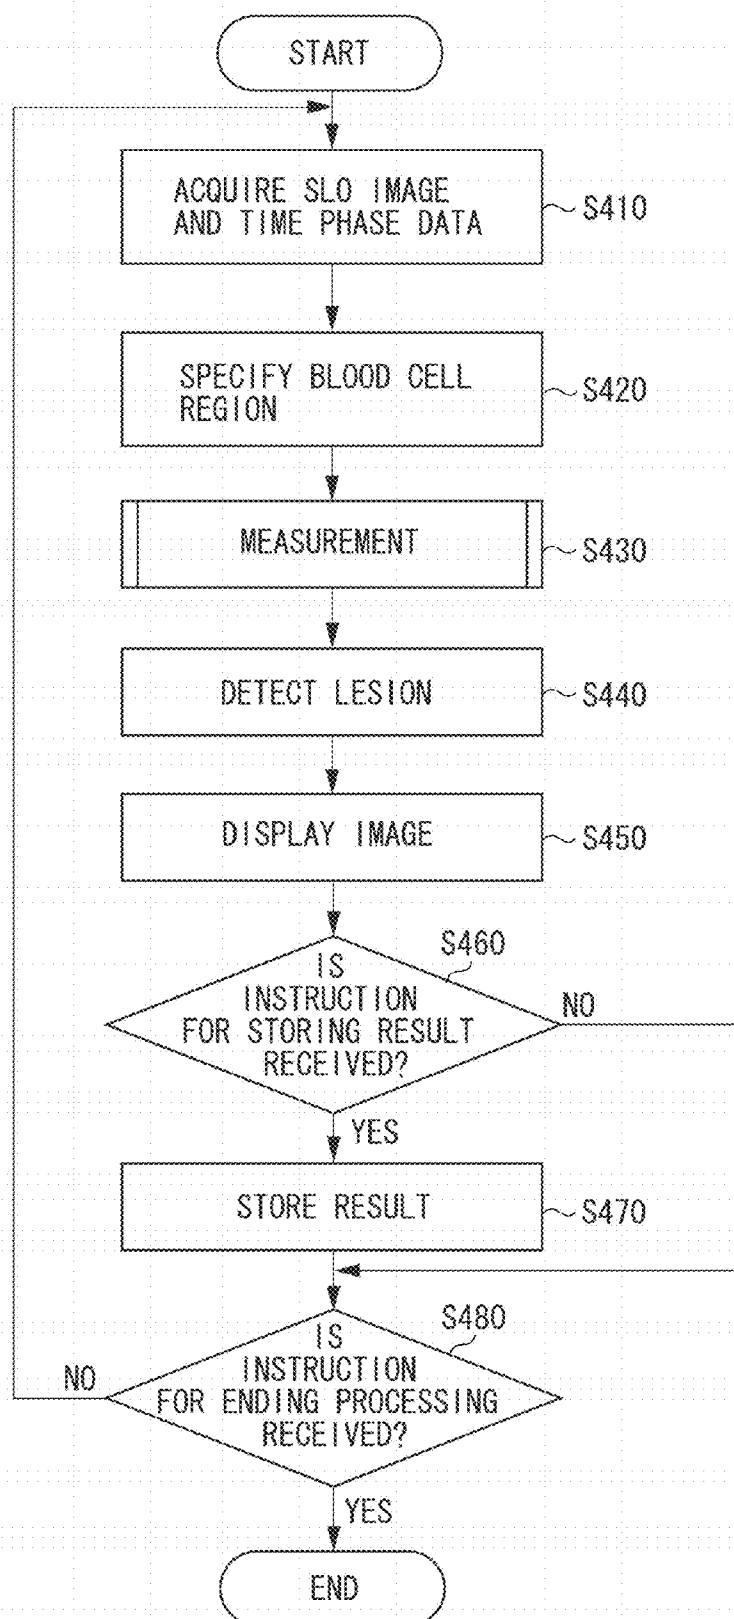 START
ACQUIRE SLO IMAGE
AND TIME PHASE DATA
S410
SPECIFY BLOOD CELL
REGION
S420
MEASUREMENT
S430
DETECT LESION
S440
DISPLAY IMAGE
S450
S460
IS
INSTRUCTION
FOR STORING RESULT
RECEIVED?
NO
YES
STORE RESULT
S470
S480
IS
INSTRUCTION
FOR ENDING PROCESSING
RECEIVED?
NO
YES
END